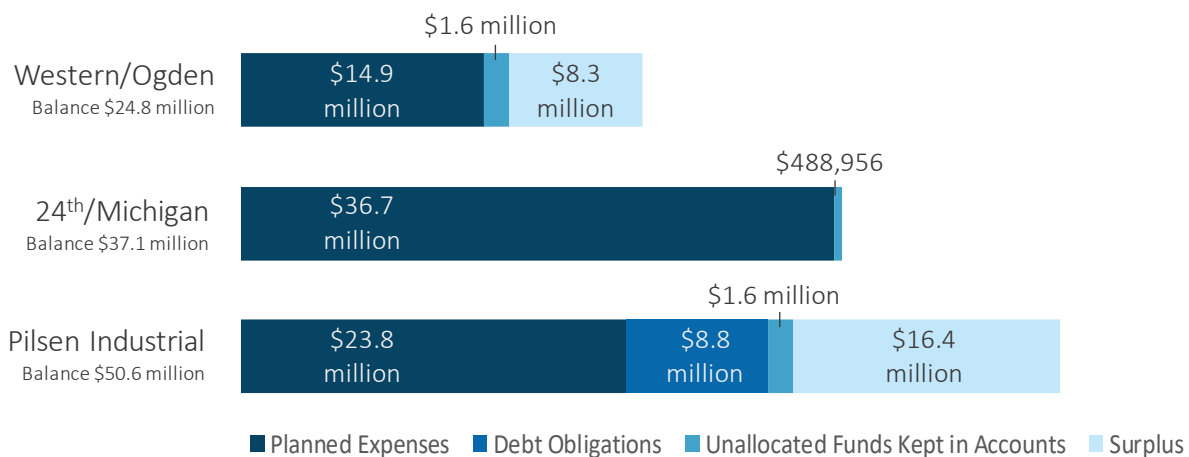 $1.6 million
Western/Ogden
Balance $24.8 million
$14.9
million
$8.3
million
$488,956
24th/Michigan
Balance $37.1 million
$36.7
million
$1.6 million
Pilsen Industrial
Balance $50.6 million
$23.8
million
$8.8
million
$16.4
million
Planned Expenses
Debt Obligations
Unallocated Funds Kept in Accounts
Surplus